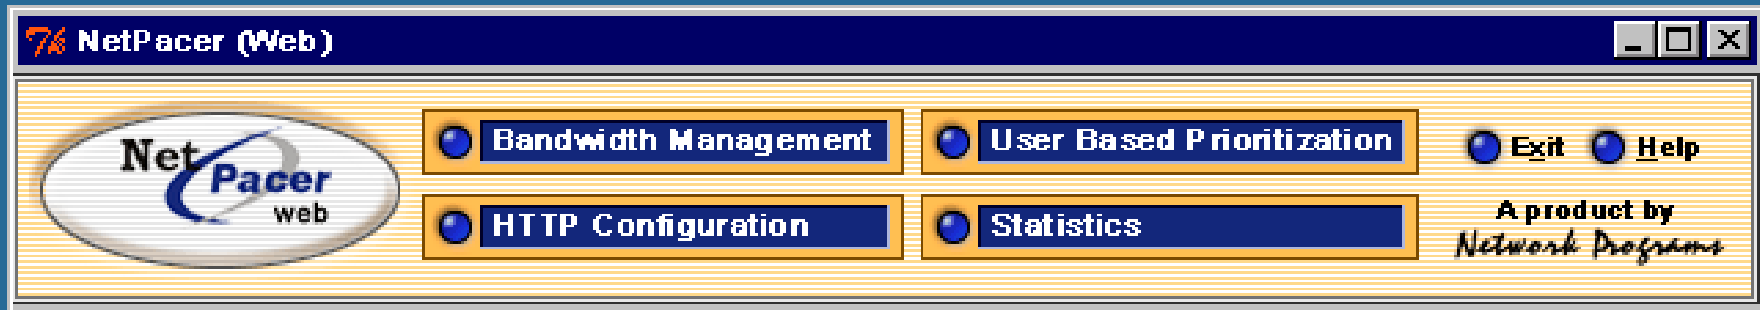 NetPacer (Web)
Net
Pacer
web
Bandwidth Management
User Based Prioritization
HTTP Configuration
Statistics
Exit
Help
A product by
Network Programs